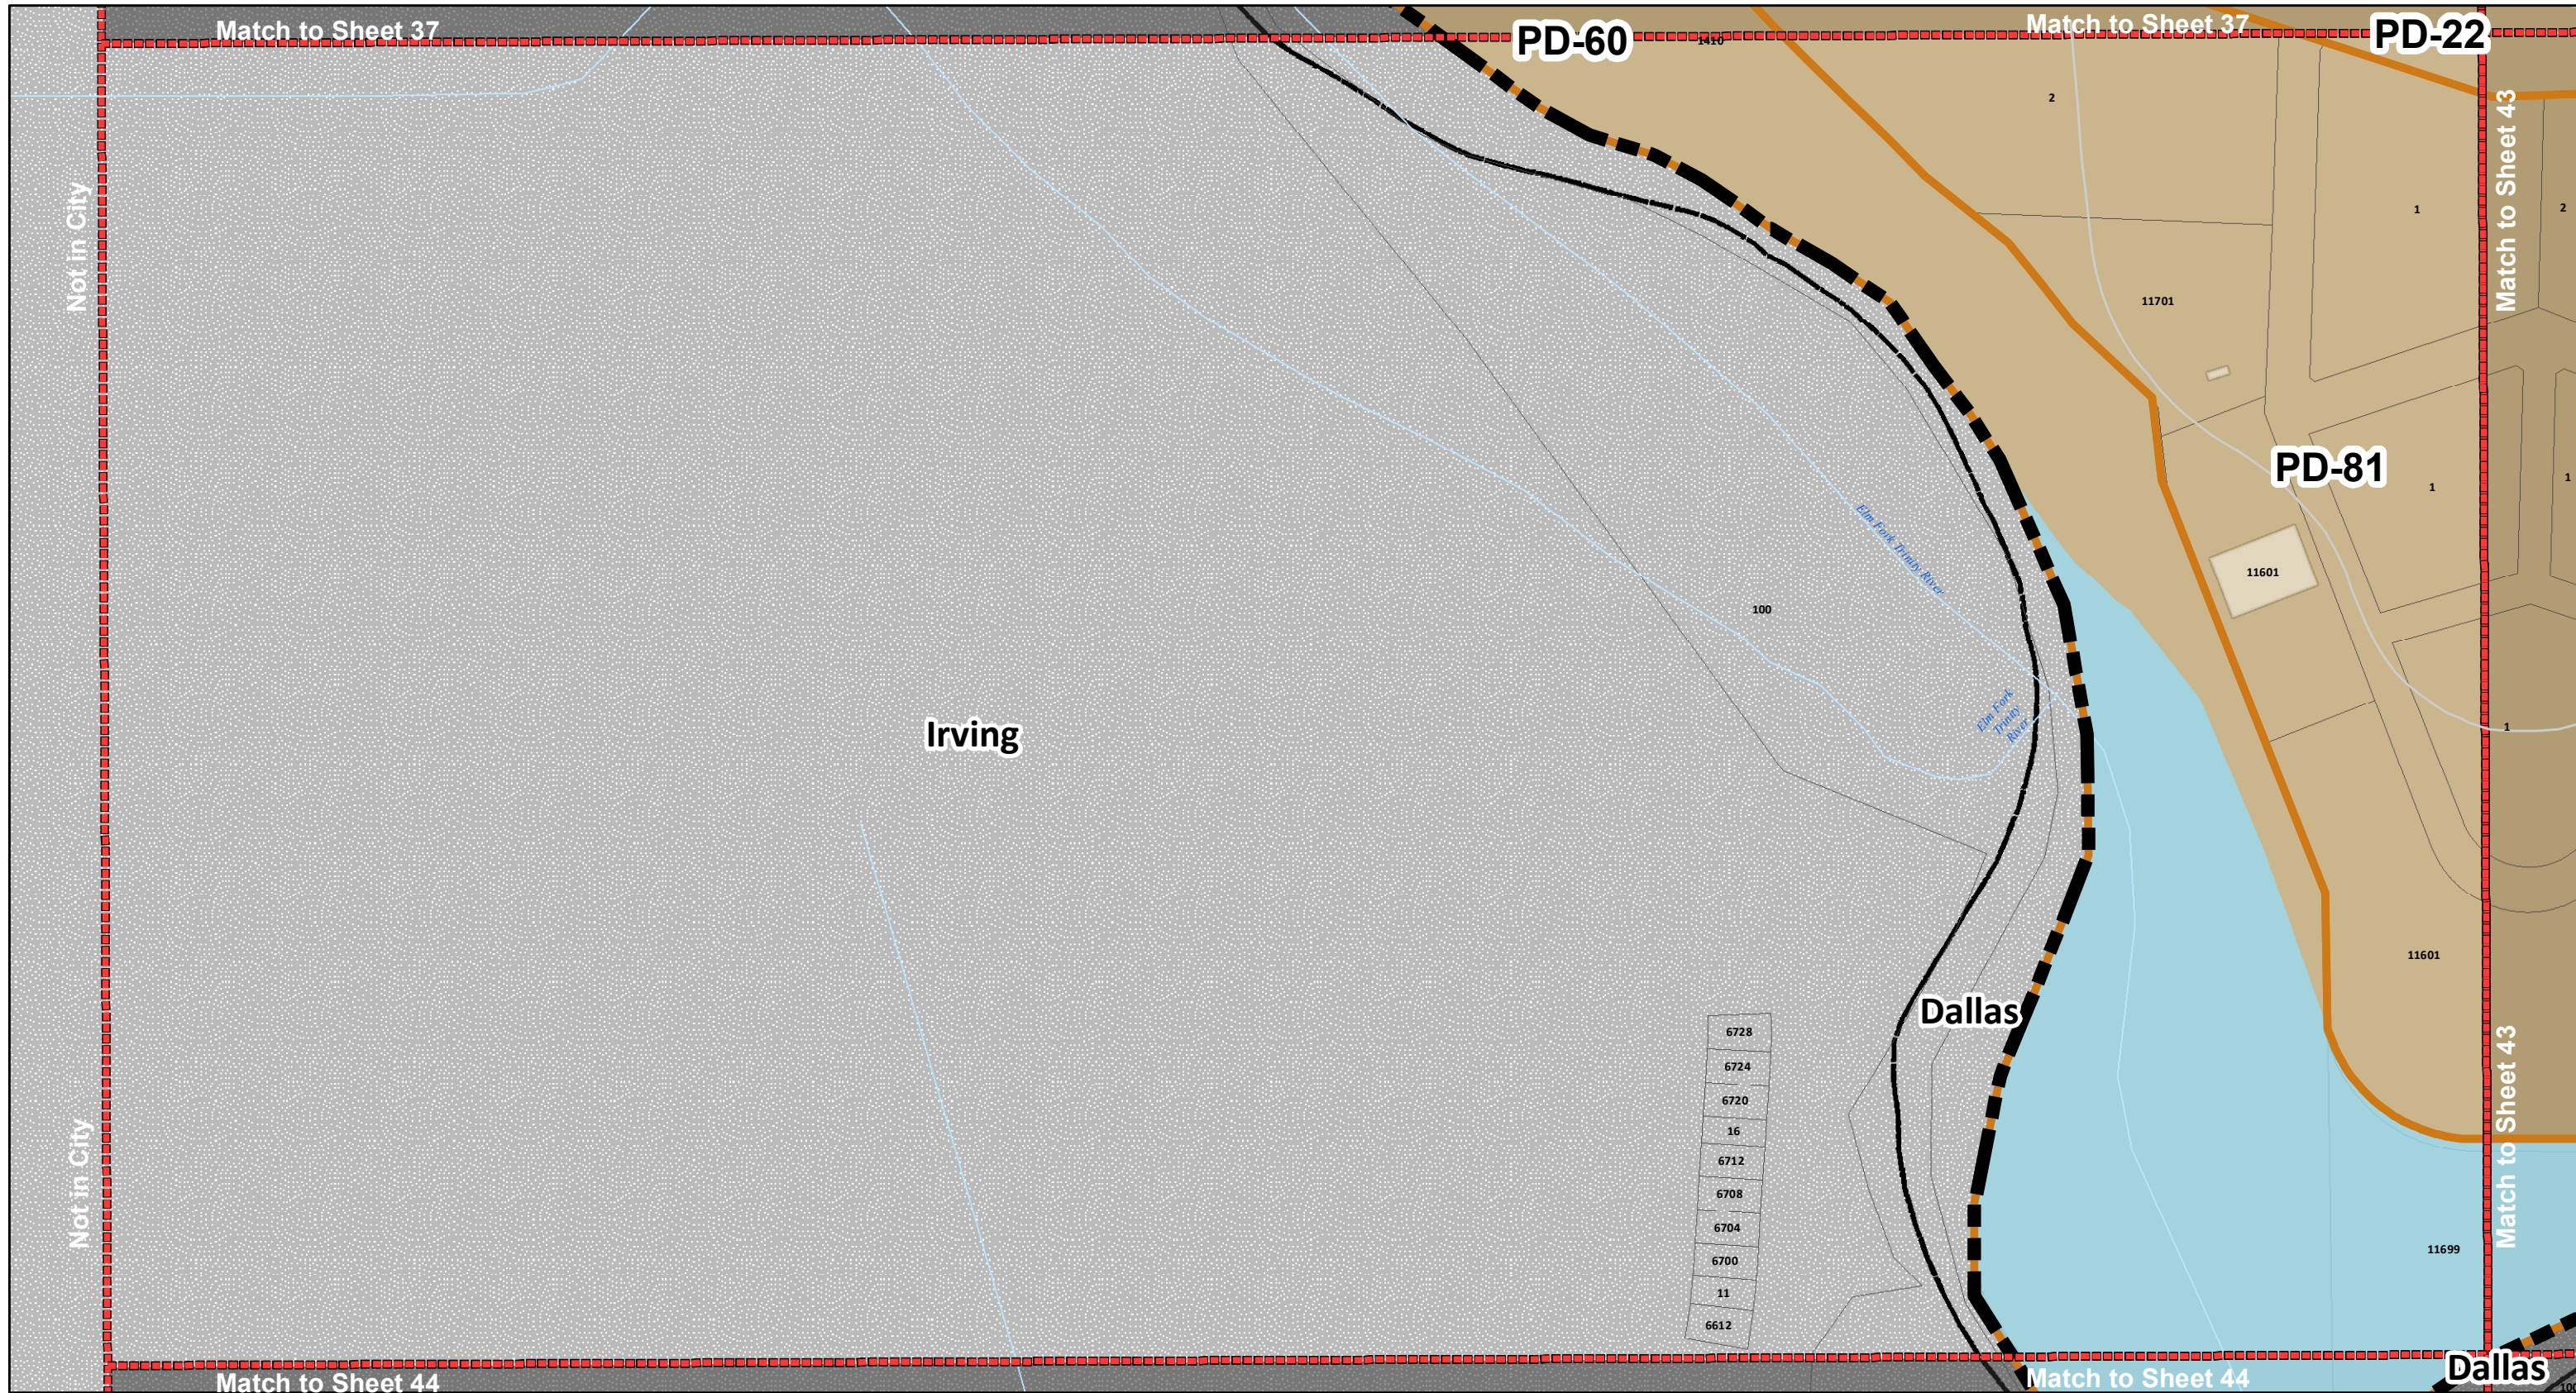 Match to Sheet 37
PD-60
1410
Match to Sheet 37
PD-22
2
Match to Sheet 43
Not in City
1
2
11701
PD-81
1
1
Elm Fork Trinity River
11601
100
Elm Fork
Trinity
River
1
Irving
11601
Dallas
6728
6724
6720
16
6712
6708
6704
6700
11
6612
Not in City
Match to Sheet 43
11699
Match to Sheet 44
Match to Sheet 44
Dallas